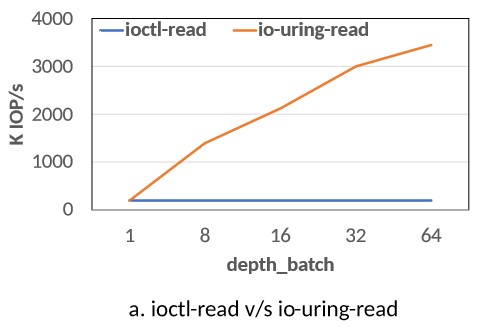 4000
ioctl-read io-uring-read
3000
2000
1000
0
K IOP/s
1 8 16 32 64
depth_batch
a. ioctl-read v/s io-uring-read